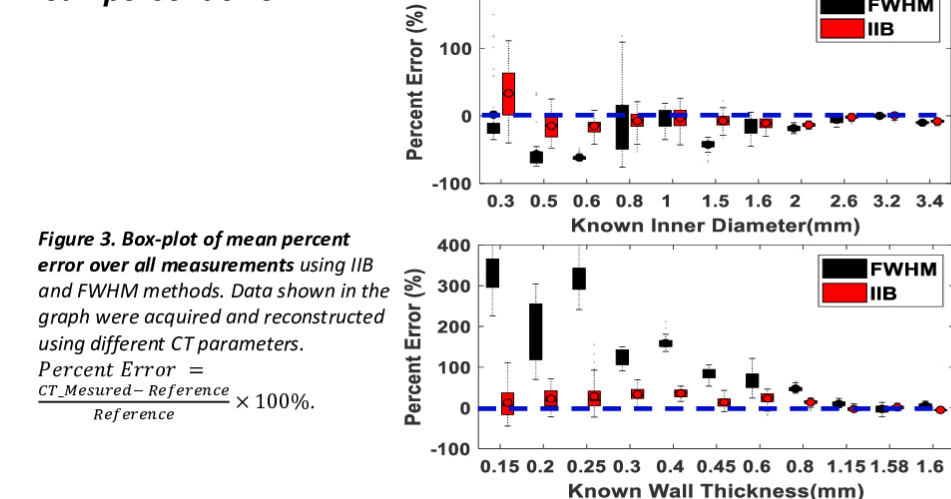 Figure 3. Box-plot of mean percent
error over all measurements using IIB
and FWHM methods. Data shown in the
graph were acquired and reconstructed
using different CT parameters.
Percent Error =
CT_Mesured− Reference
Reference
× 100%.
Percent Error (%)
100
0
-100
FWHM
IIB
0.3 0.5 0.6 0.8 1 1.5 1.6 2 2.6 3.2 3.4
Known Inner Diameter(mm)
Percent Error (%)
400
300
200
100
0
-100
FWHM
IIB
0.15 0.2 0.25 0.3 0.4 0.45 0.6 0.8 1.15 1.58 1.6
Known Wall Thickness(mm)